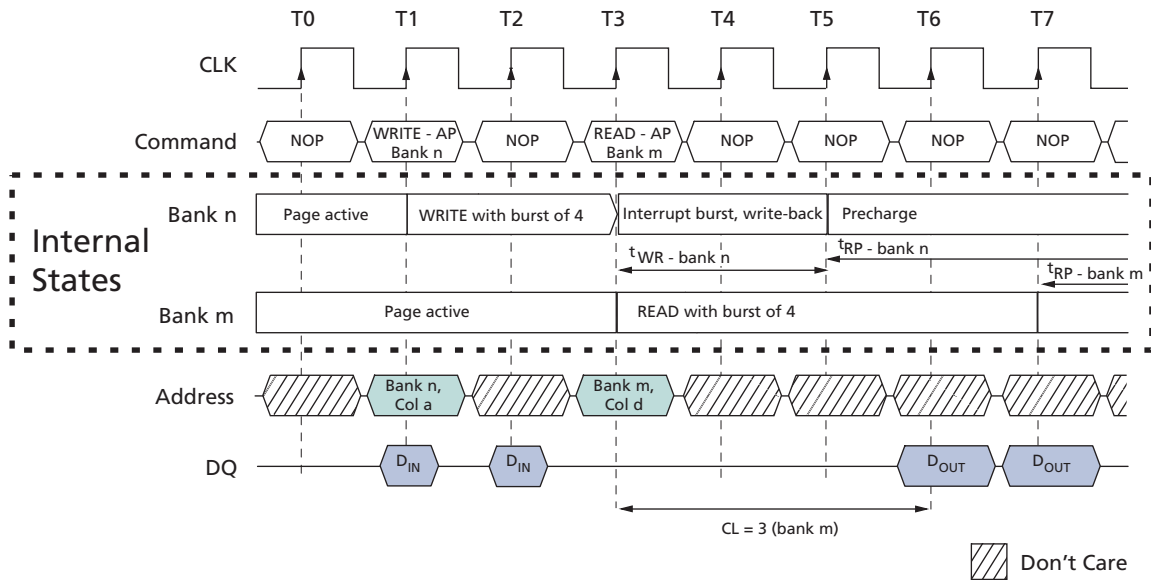 T0 T1 T2 T3 T4 T5 T6 T7
CLK
Command NOP WRITE - AP Bank n NOP READ - AP Bank m NOP NOP NOP NOP
Internal States
Bank n Page active WRITE with burst of 4 Interrupt burst, write-back Precharge
tWR - bank n tRP - bank n
tRP - bank m
Bank m Page active READ with burst of 4
Address Bank n, Col a Bank m, Col d
DQ DIN DIN DOUT DOUT
CL = 3 (bank m)
Don't Care